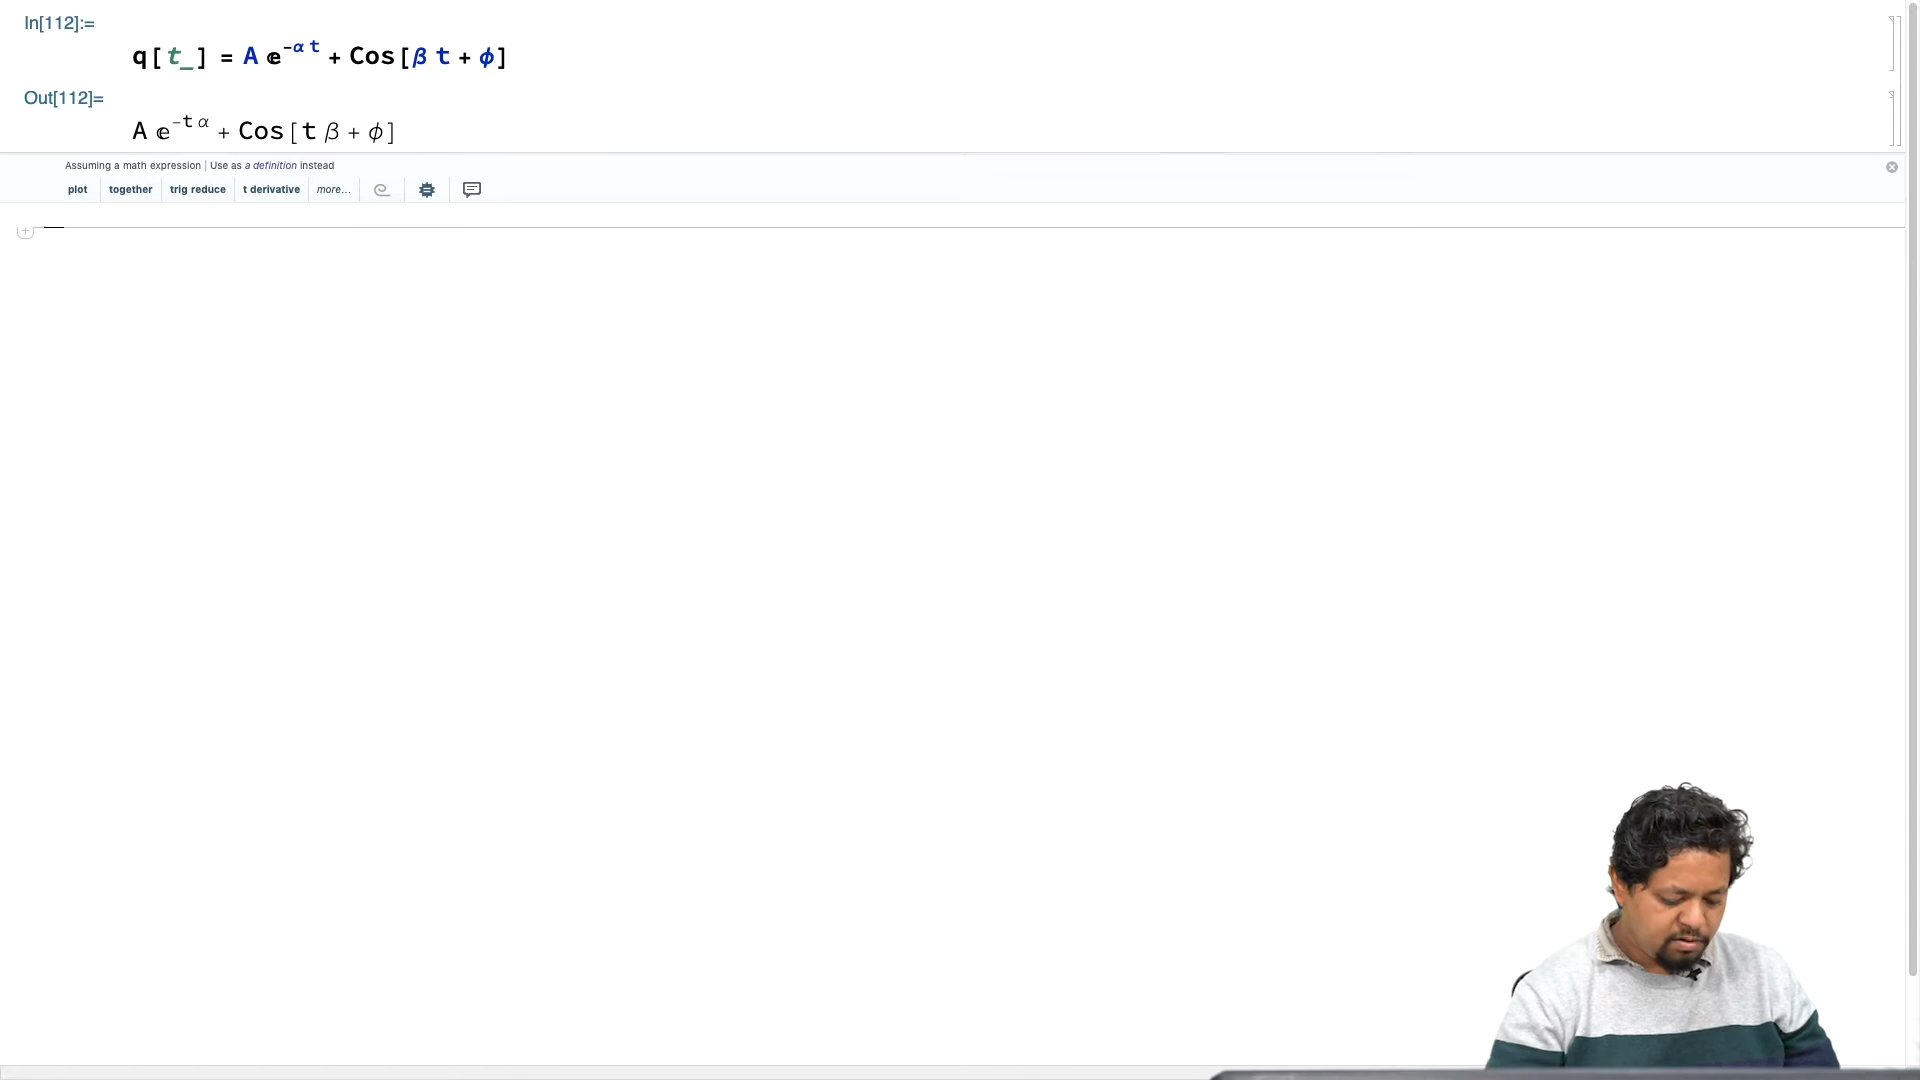 In[112]:=
q[t_] = A ⅇ^-α t + Cos[β t + ϕ]
Out[112]=
A ⅇ^-t α + Cos[t β + ϕ]
Assuming a math expression | Use as a definition instead
plot together trig reduce t derivative more...